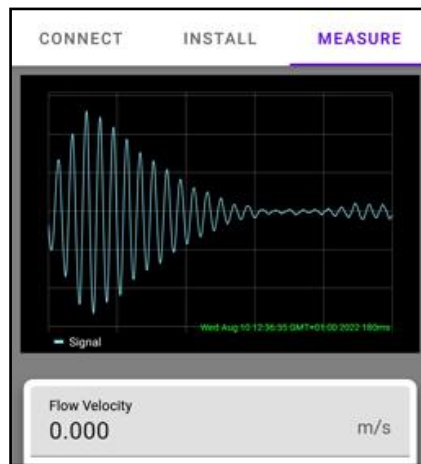 CONNECT INSTALL MEASURE
Wed Aug 10 12:36:35 GMT+01:00 2022 180ms
Signal
Flow Velocity
0.000 m/s